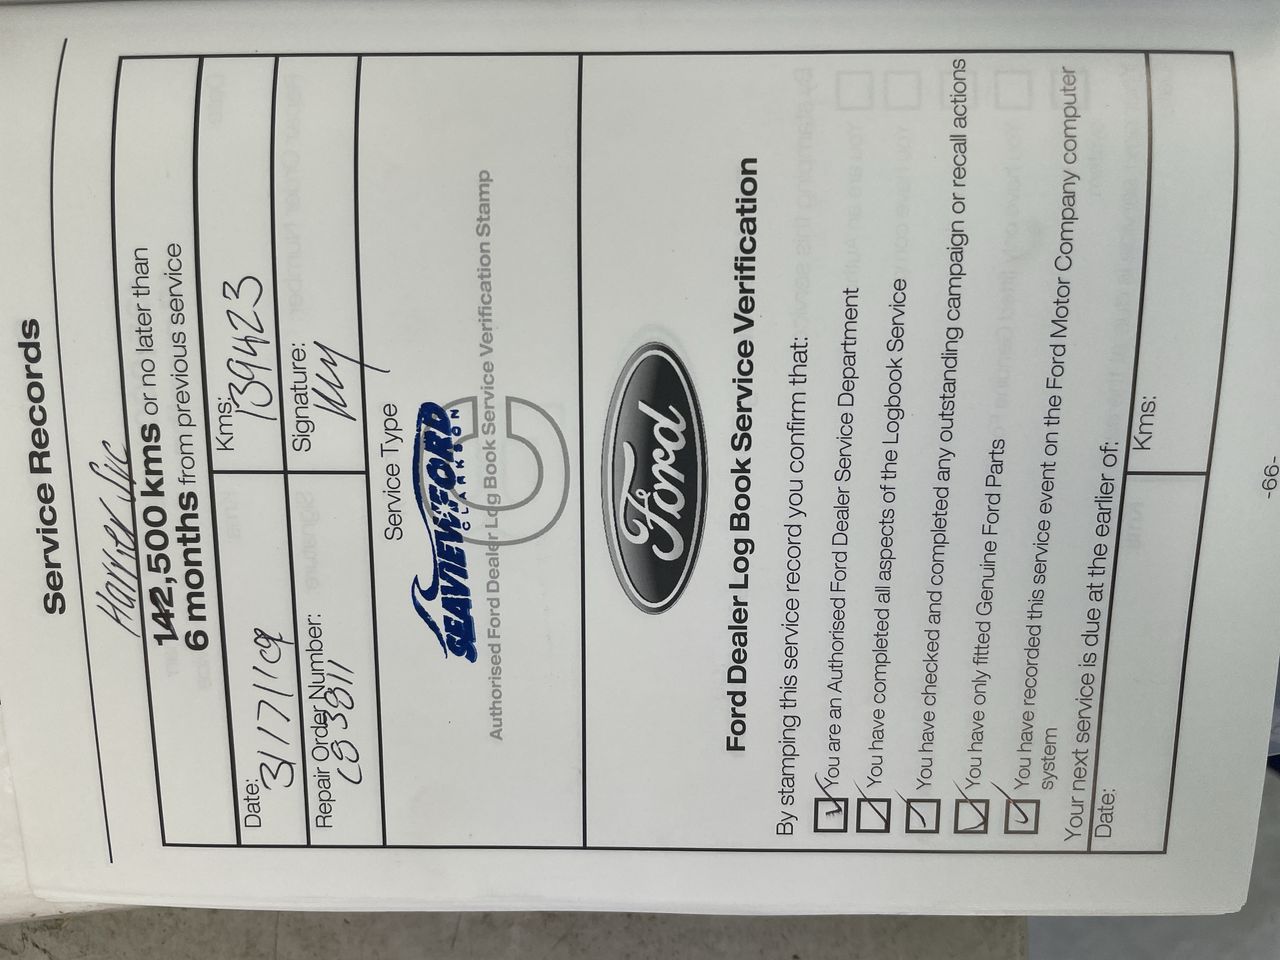 Service Records
142,500 kms or no later than
6 months from previous service
Date: 31/7/19
Kms: 139423
Repair Order Number:
Signature:
Service Type
SEAVIEW FORD
CLARKSON
Authorised Ford Dealer Log Book Service Verification Stamp
C
Ford
Ford Dealer Log Book Service Verification
By stamping this service record you confirm that:
You are an Authorised Ford Dealer Service Department
You have completed all aspects of the Logbook Service
You have checked and completed any outstanding campaign or recall actions
You have only fitted Genuine Ford Parts
You have recorded this service event on the Ford Motor Company computer
system
Your next service is due at the earlier of:
Date:
Kms:
-66-